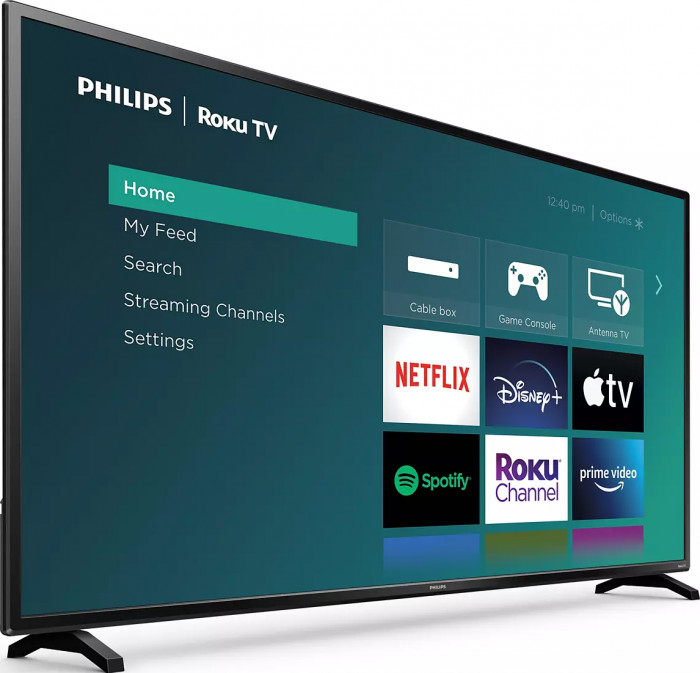 PHILIPS | ROKU TV
Home
My Feed
Search
Streaming Channels
Settings
12:40 pm | Options
Cable box
Game Console
Antenna TV
NETFLIX
Disney+
tv
Spotify
ROKU
Channel
prime video
PHILIPS